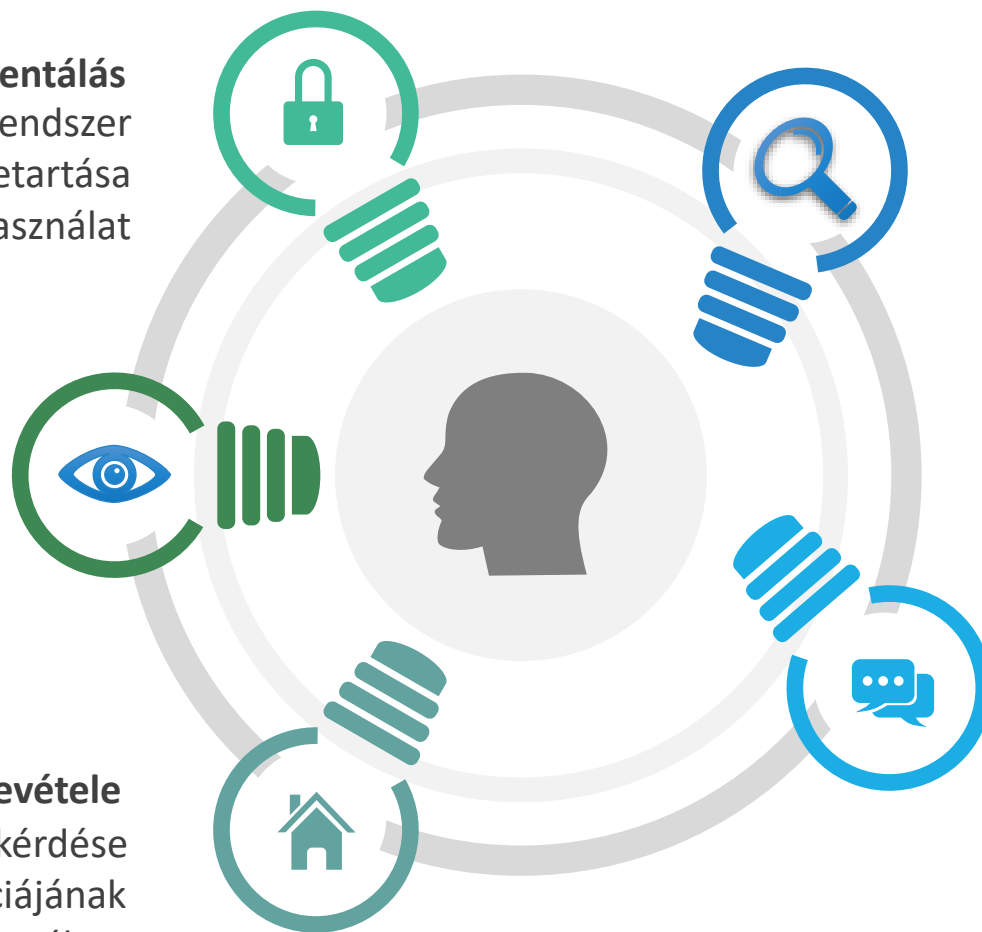 entálás
endszer
etartása
asználat
evétele
kérdése
ciájának